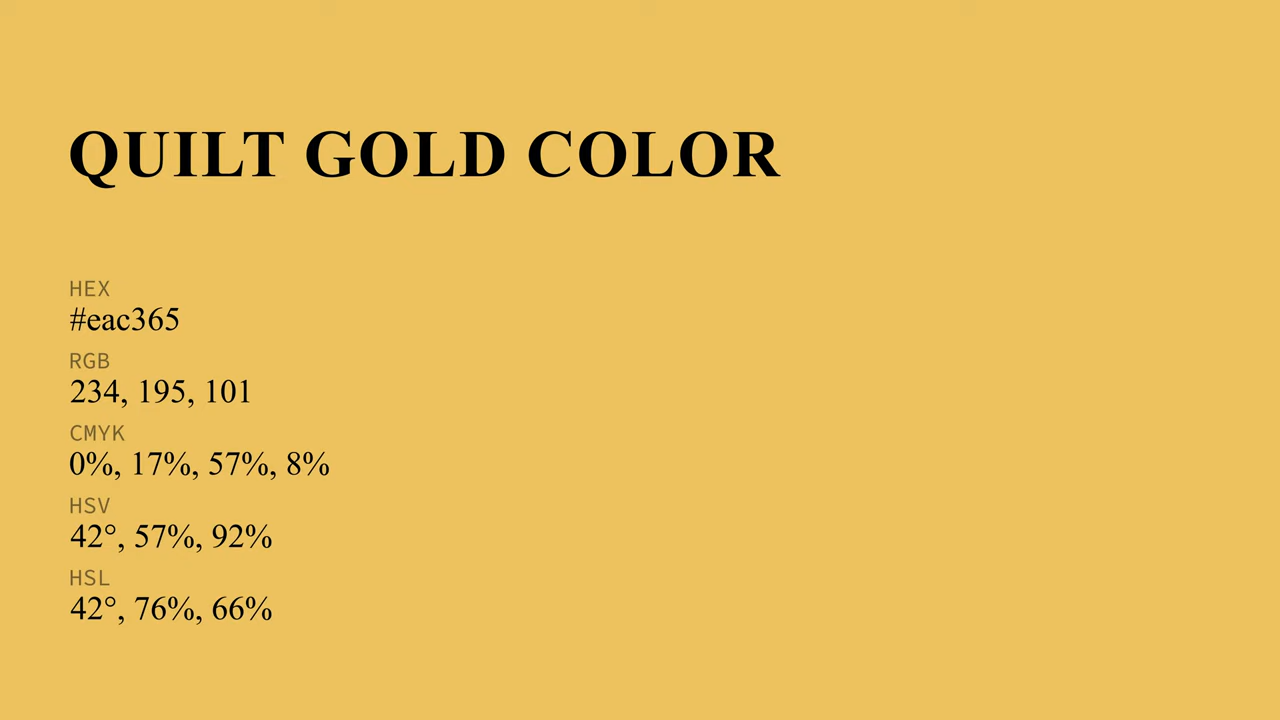 QUILT GOLD COLOR
HEX
#eac365
RGB
234, 195, 101
CMYK
0%, 17%, 57%, 8%
HSV
42°, 57%, 92%
HSL
42°, 76%, 66%